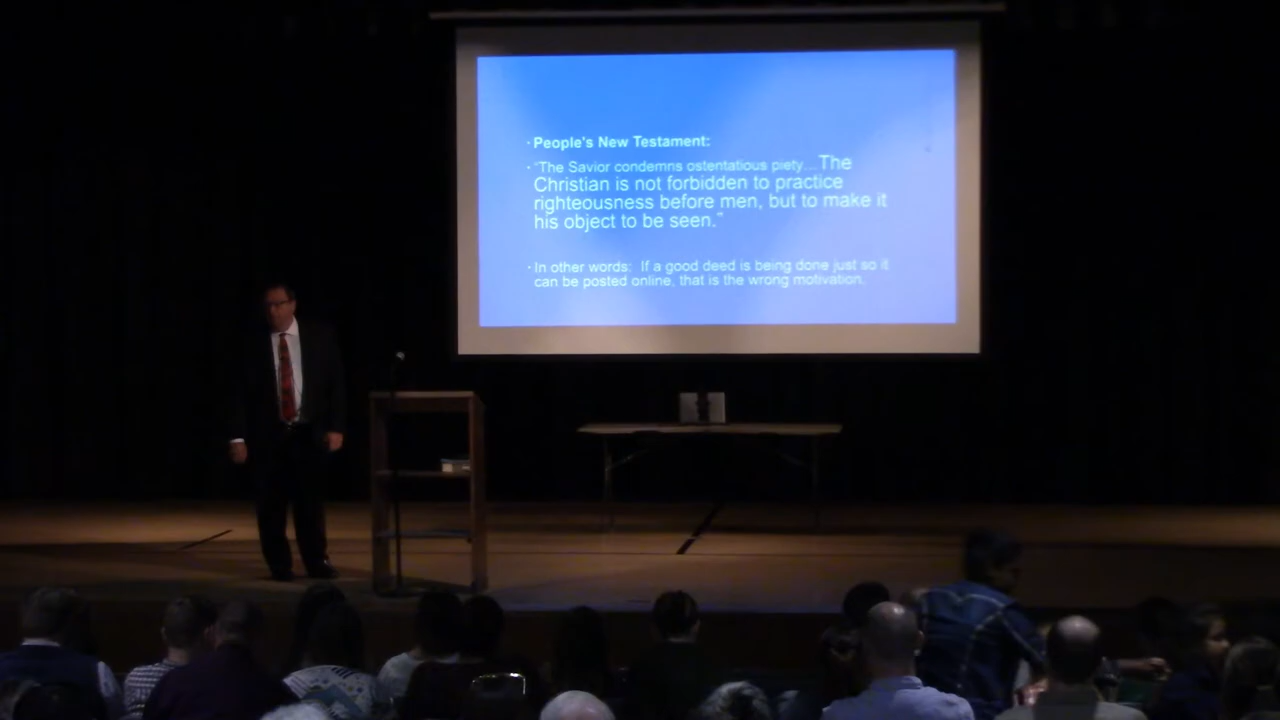 · People's New Testament:
· "The Savior condemns ostentatious piety…The
Christian is not forbidden to practice
righteousness before men, but to make it
his object to be seen."
· In other words:  If a good deed is being done just so it
can be posted online, that is the wrong motivation.